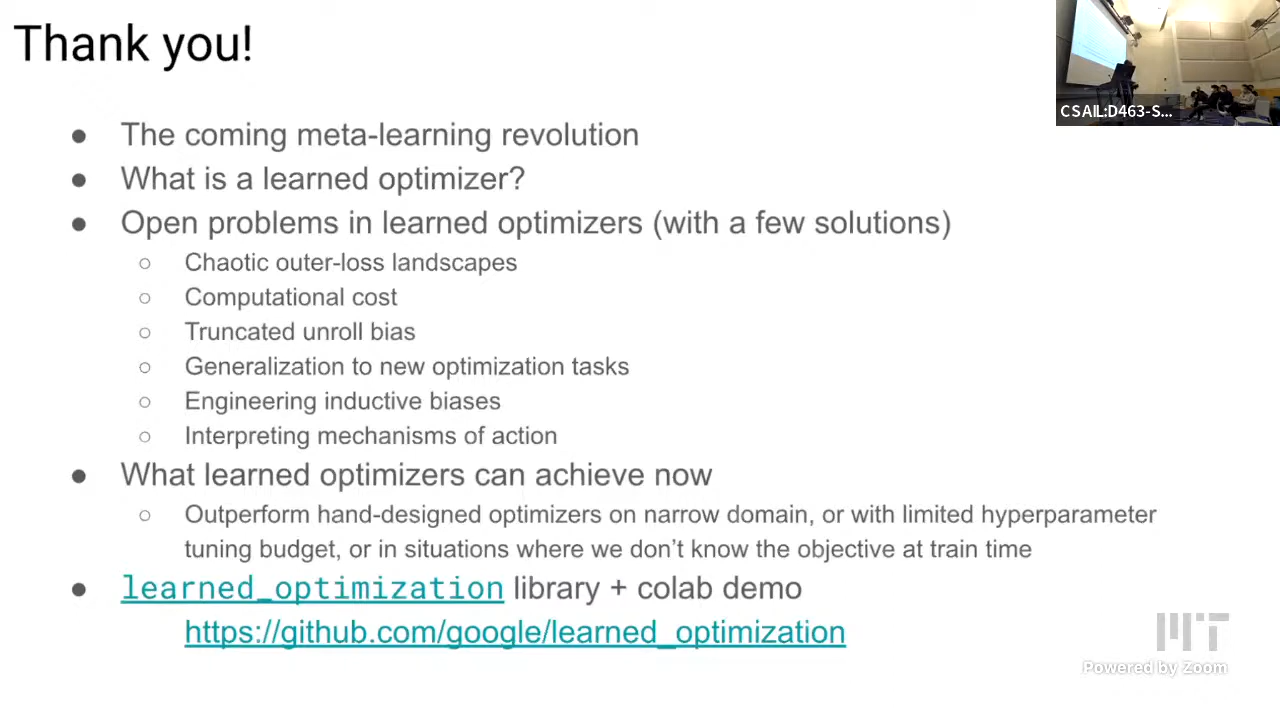 Thank you!
CSAIL:D463-S...
● The coming meta-learning revolution
● What is a learned optimizer?
● Open problems in learned optimizers (with a few solutions)
○ Chaotic outer-loss landscapes
○ Computational cost
○ Truncated unroll bias
○ Generalization to new optimization tasks
○ Engineering inductive biases
○ Interpreting mechanisms of action
● What learned optimizers can achieve now
○ Outperform hand-designed optimizers on narrow domain, or with limited hyperparameter
tuning budget, or in situations where we don't know the objective at train time
● learned_optimization library + colab demo
https://github.com/google/learned_optimization
MIT
Powered by Zoom